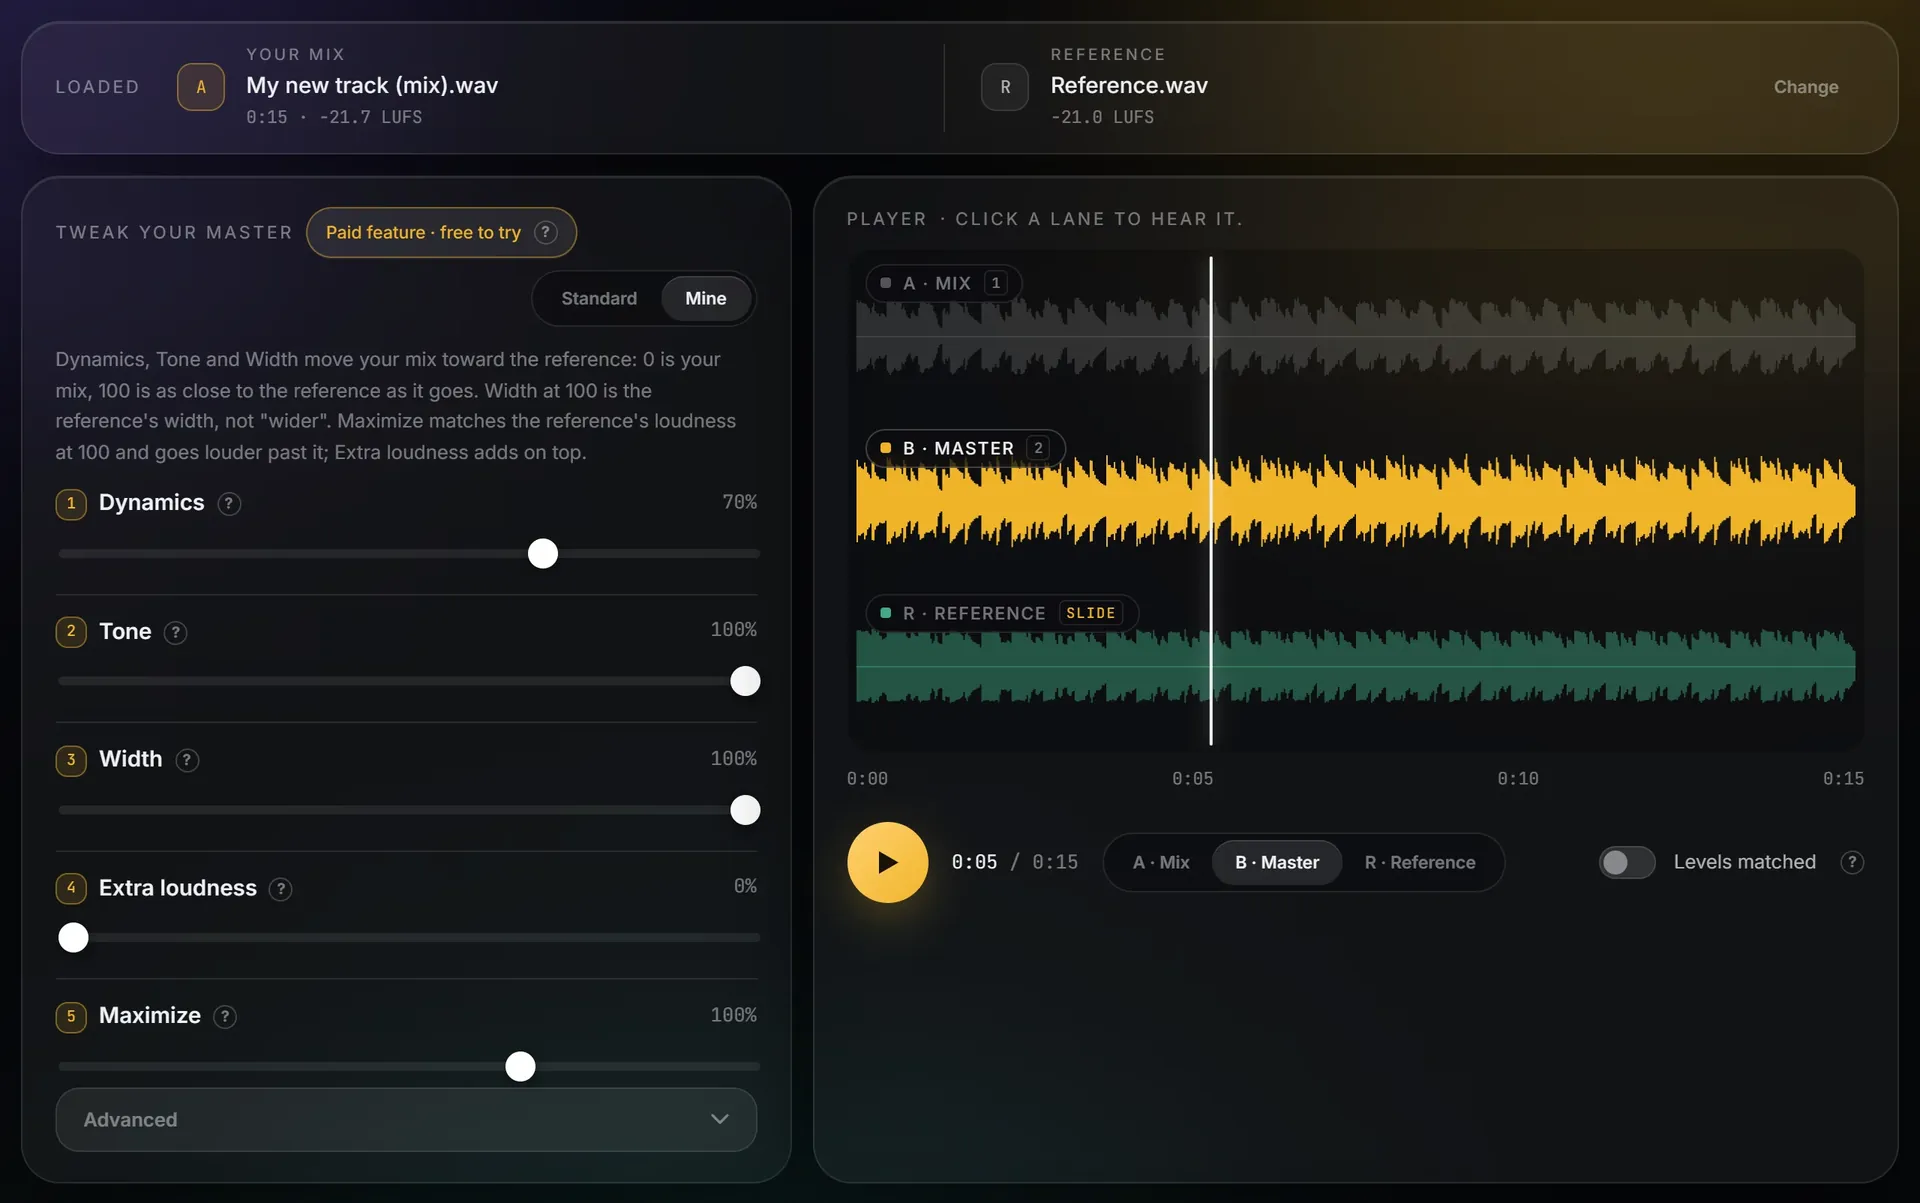 LOADED
A
YOUR MIX
My new track (mix).wav
0:15 · -21.7 LUFS
R
REFERENCE
Reference.wav
-21.0 LUFS
Change
TWEAK YOUR MASTER
Paid feature · free to try ?
Standard Mine
Dynamics, Tone and Width move your mix toward the reference: 0 is your
mix, 100 is as close to the reference as it goes. Width at 100 is the
reference's width, not "wider". Maximize matches the reference's loudness
at 100 and goes louder past it; Extra loudness adds on top.
1 Dynamics ? 70%
2 Tone ? 100%
3 Width ? 100%
4 Extra loudness ? 0%
5 Maximize ? 100%
Advanced
PLAYER · CLICK A LANE TO HEAR IT.
A · MIX 1
B · MASTER 2
R · REFERENCE SLIDE
0:00 0:05 0:10 0:15
0:05 / 0:15 A · Mix B · Master R · Reference Levels matched ?